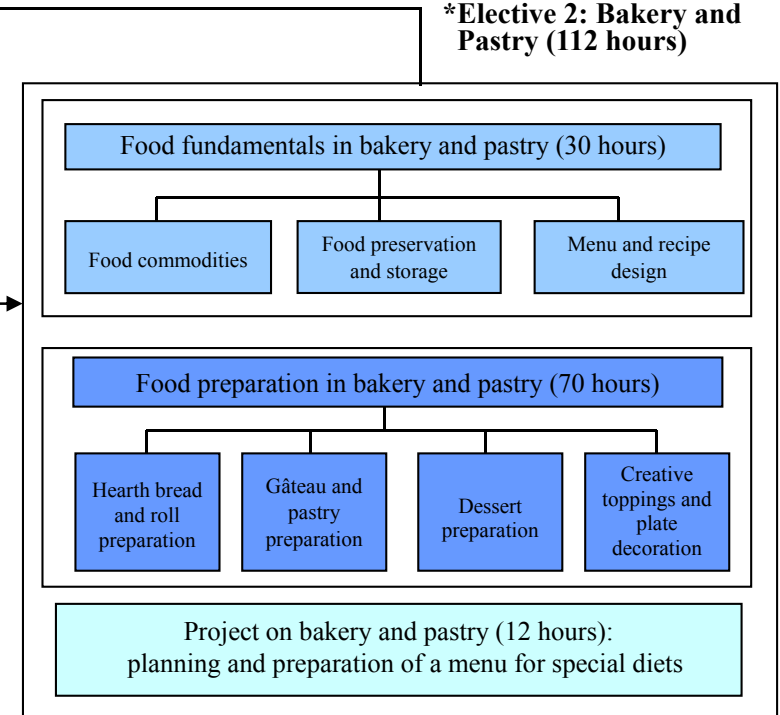 *Elective 2: Bakery and
Pastry (112 hours)
Food fundamentals in bakery and pastry (30 hours)
Food commodities
Food preservation
and storage
Menu and recipe
design
Food preparation in bakery and pastry (70 hours)
Hearth bread
and roll
preparation
Gâteau and
pastry
preparation
Dessert
preparation
Creative
toppings and
plate
decoration
Project on bakery and pastry (12 hours):
planning and preparation of a menu for special diets